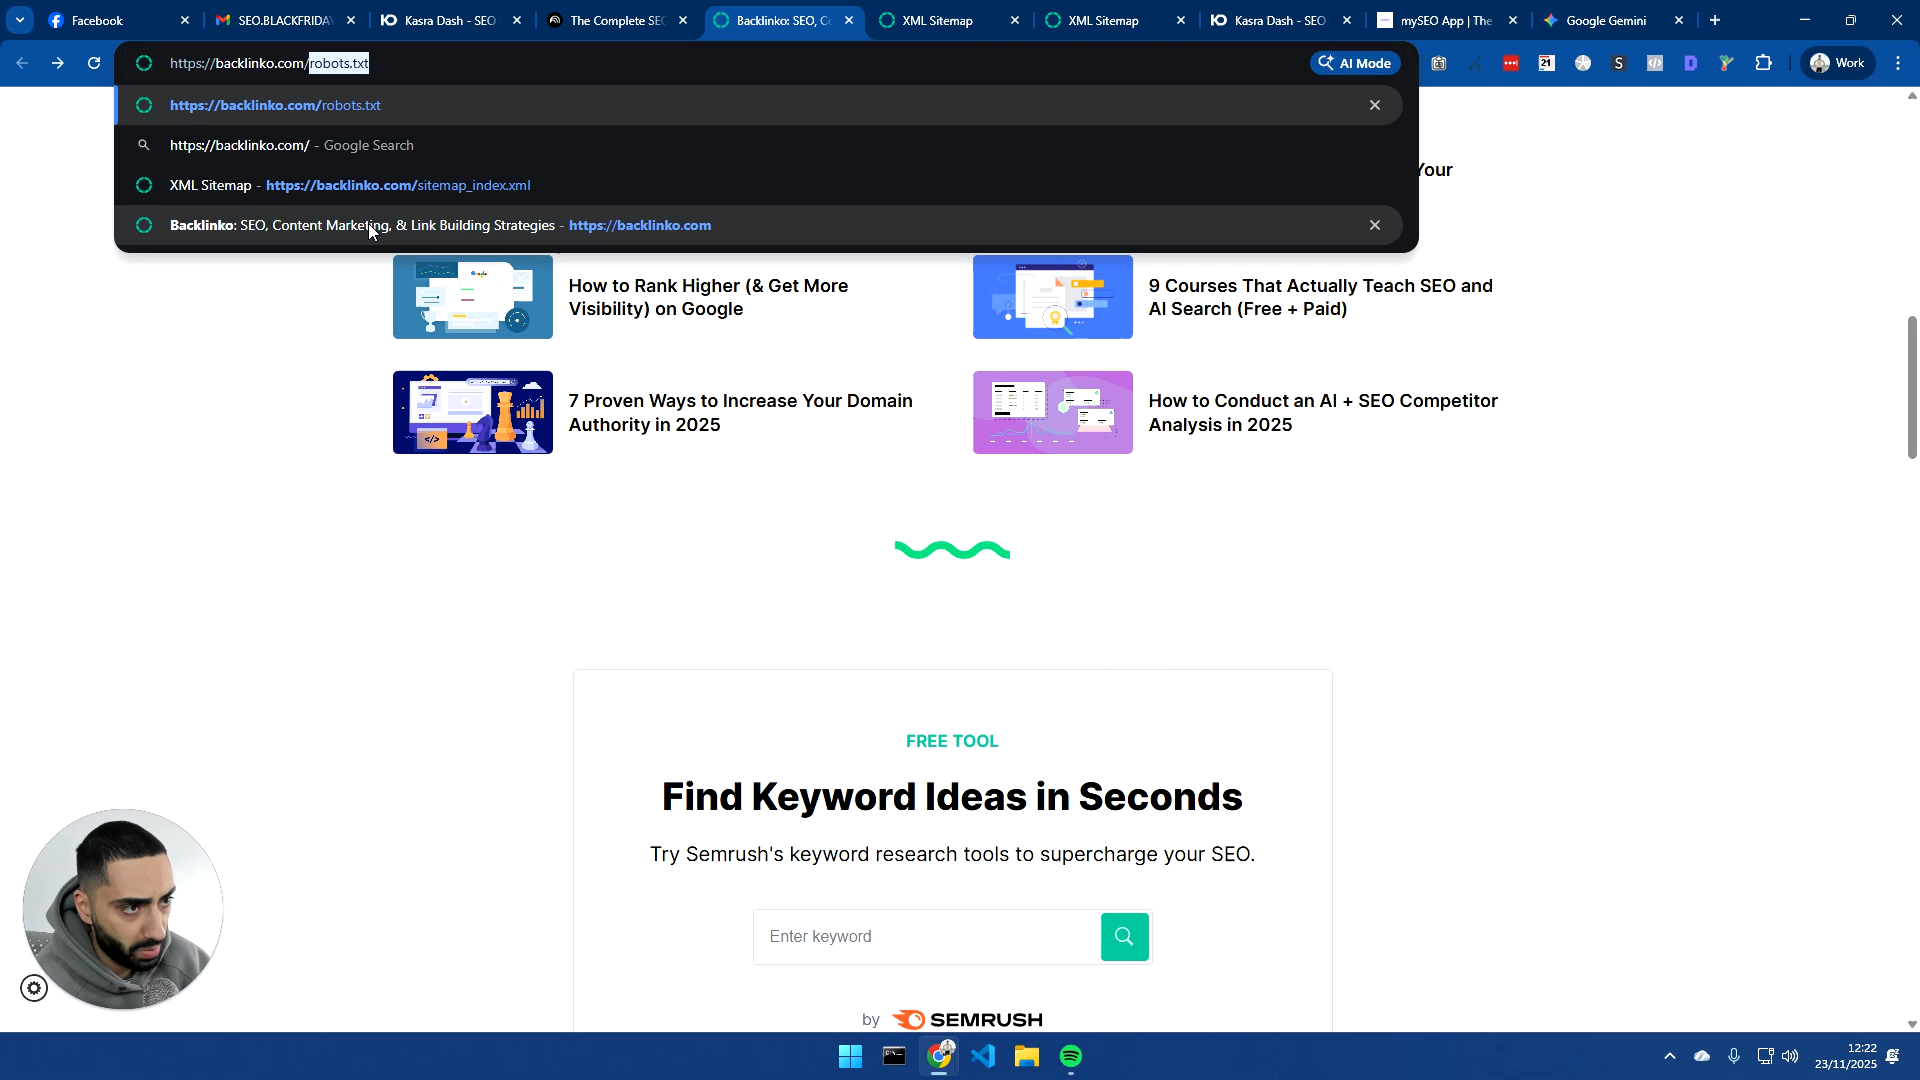 Facebook
SEO.BLACKFRIDA
Kasra Dash - SEO
The Complete SEO
Backlinko: SEO, Co
XML Sitemap
XML Sitemap
Kasra Dash - SEO
mySEO App | The
Google Gemini
https://backlinko.com/robots.txt
AI Mode
21
S
D
Work
https://backlinko.com/robots.txt
https://backlinko.com/ - Google Search
XML Sitemap - https://backlinko.com/sitemap_index.xml
Backlinko: SEO, Content Marketing, & Link Building Strategies - https://backlinko.com
Your
How to Rank Higher (& Get More
Visibility) on Google
9 Courses That Actually Teach SEO and
AI Search (Free + Paid)
7 Proven Ways to Increase Your Domain
Authority in 2025
How to Conduct an AI + SEO Competitor
Analysis in 2025
FREE TOOL
Find Keyword Ideas in Seconds
Try Semrush's keyword research tools to supercharge your SEO.
Enter keyword
by SEMRUSH
12:22
23/11/2025